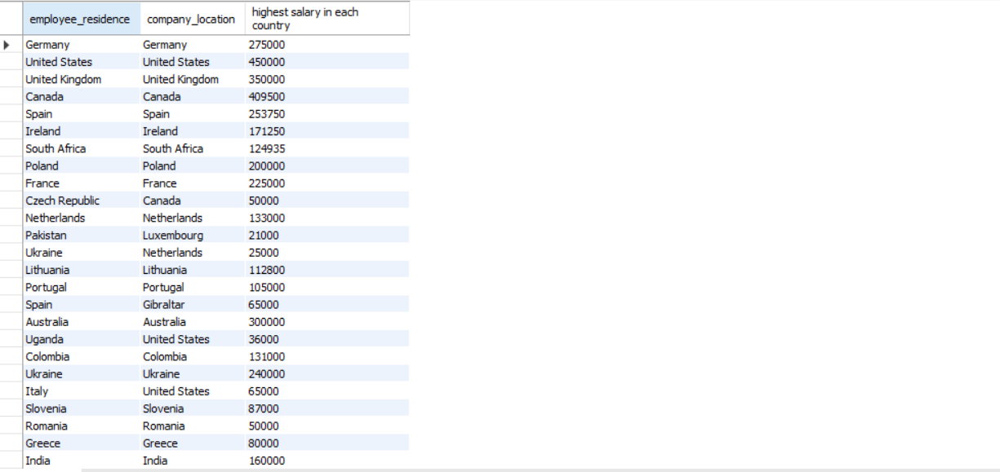 employee_residence company_location highest salary in each country
Germany Germany 275000
United States United States 450000
United Kingdom United Kingdom 350000
Canada Canada 409500
Spain Spain 253750
Ireland Ireland 171250
South Africa South Africa 124935
Poland Poland 200000
France France 225000
Czech Republic Canada 50000
Netherlands Netherlands 133000
Pakistan Luxembourg 21000
Ukraine Netherlands 25000
Lithuania Lithuania 112800
Portugal Portugal 105000
Spain Gibraltar 65000
Australia Australia 300000
Uganda United States 36000
Colombia Colombia 131000
Ukraine Ukraine 240000
Italy United States 65000
Slovenia Slovenia 87000
Romania Romania 50000
Greece Greece 80000
India India 160000